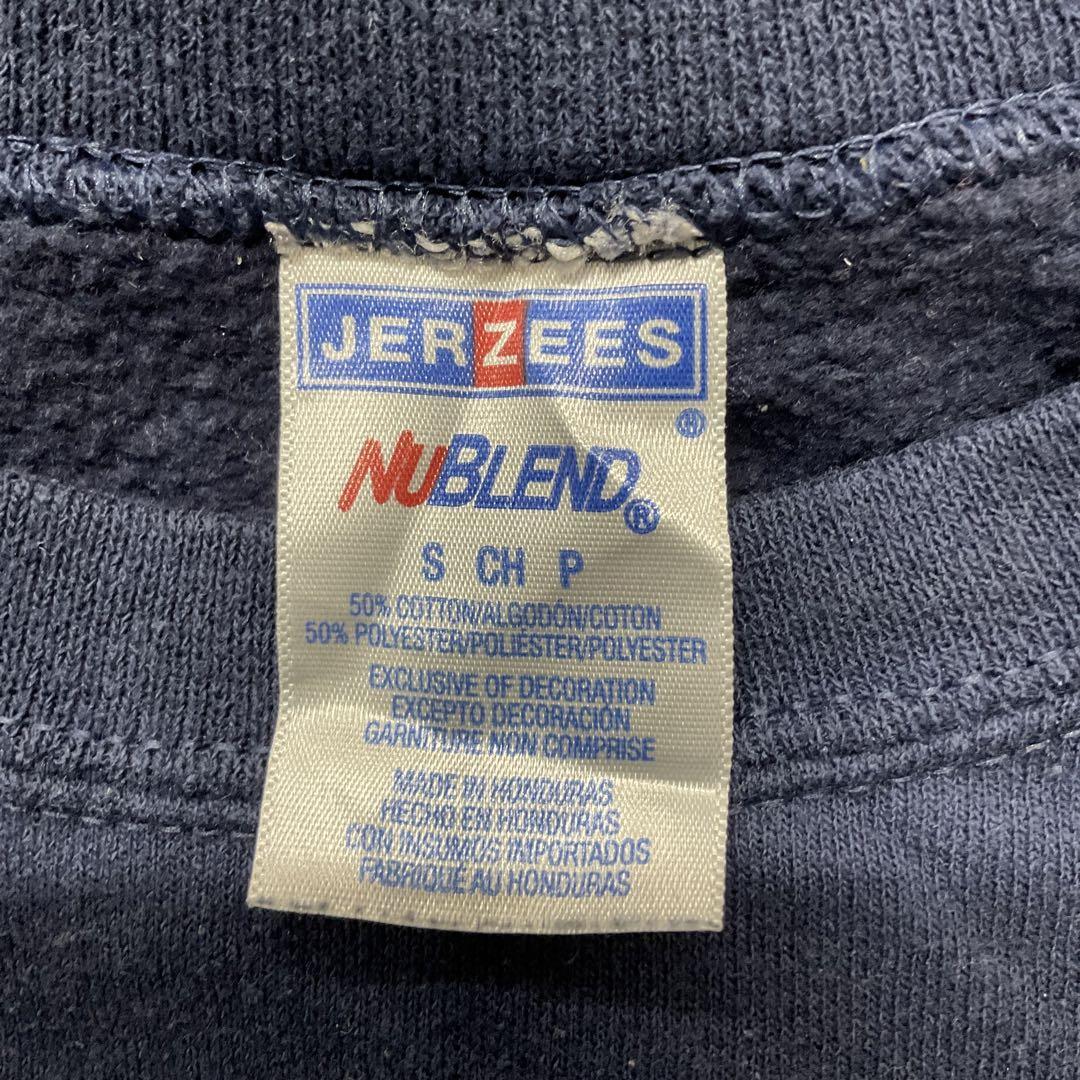 JERZEES
®
NUBLEND®
S CH P
50% COTTON/ALGODÓN/COTON
50% POLYESTER/POLIÉSTER/POLYESTER
EXCLUSIVE OF DECORATION
EXCEPTO DECORACIÓN
GARNITURE NON COMPRISE
MADE IN HONDURAS
HECHO EN HONDURAS
CON INSUMOS IMPORTADOS
FABRIQUÉ AU HONDURAS